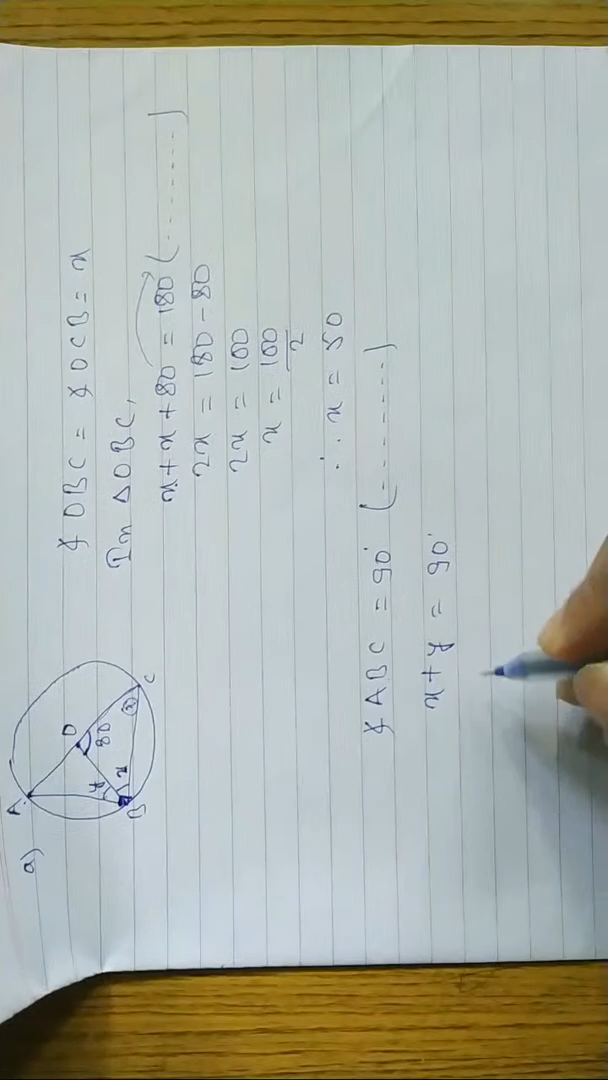 a)
A
O
80
y
x
x
B
C
∡OBC = ∡OCB = x
In ΔOBC,
x + x + 80 = 180 (.........)
2x = 180 - 80
2x = 100
x = 100/2
∴ x = 50
∡ABC = 90° (.........)
x + y = 90°